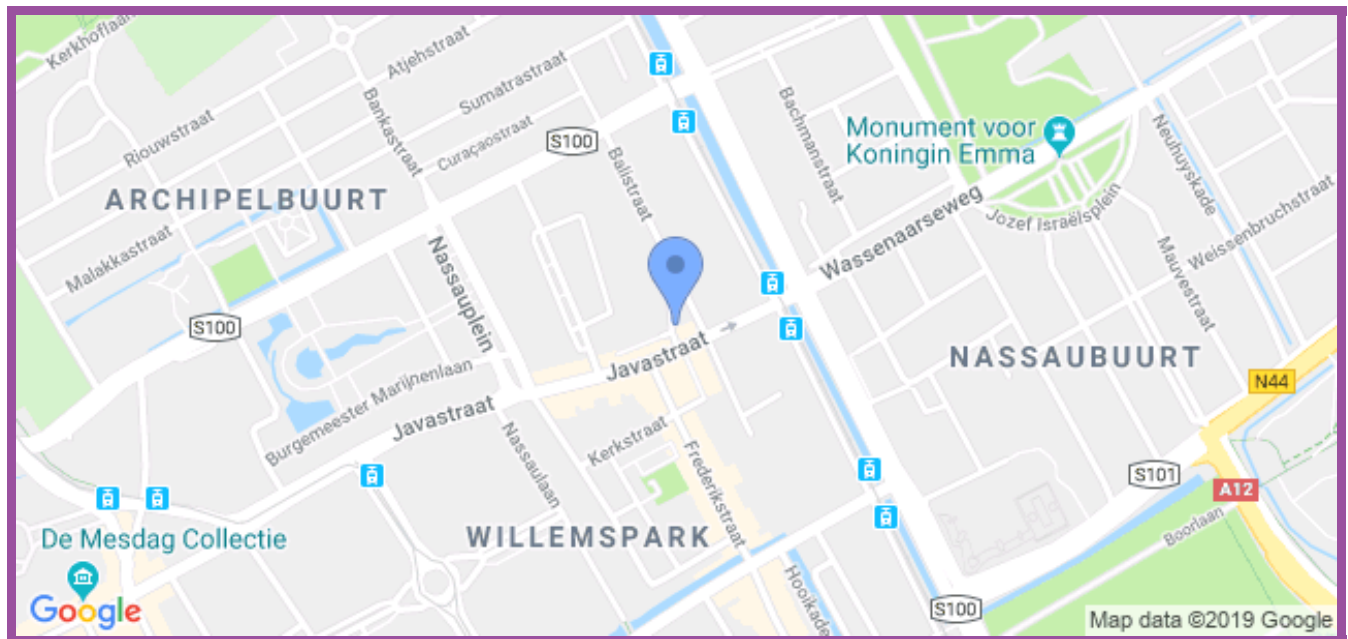 Kerkhoflaan
Atjehstraat
Sumatrastraat
Riouwstraat
Bankastraat
Curaçaostraat
S100
Balistraat
Bachmanstraat
Monument voor
Koningin Emma
Neuhuyskade
ARCHIPELBUURT
Malakkastraat
Wassenaarseweg
Jozef Israëlsplein
Weissenbruchstraat
Mauvestraat
Nassauplein
S100
Javastraat
NASSAUBUURT
N44
Burgemeester Marijnenlaan
Javastraat
Kerkstraat
Nassaulaan
Frederikstraat
S101
A12
WILLEMSPARK
De Mesdag Collectie
Boorlaan
Hooikade
S100
Google
Map data ©2019 Google